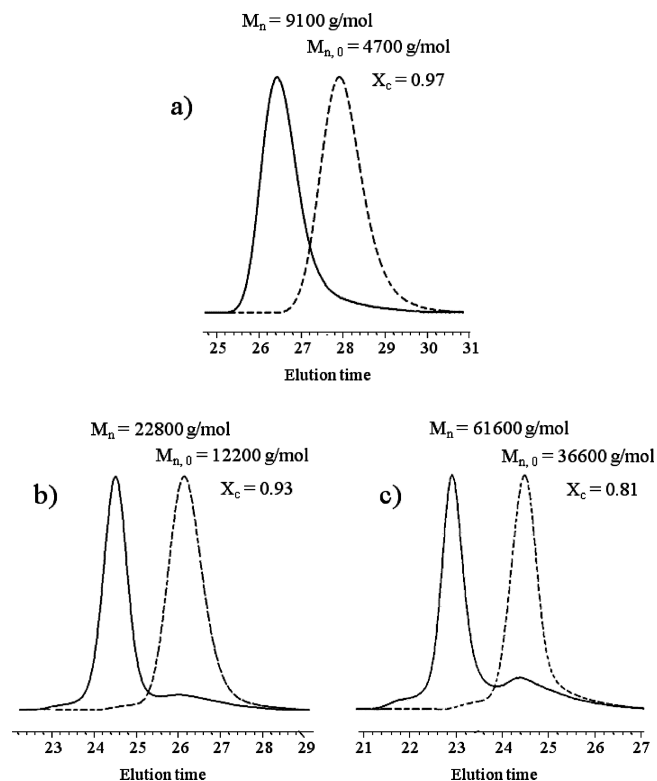 Mn = 9100 g/mol
Mn, 0 = 4700 g/mol
Xc = 0.97
a)
25 26 27 28 29 30 31
Elution time
Mn = 22800 g/mol
Mn, 0 = 12200 g/mol
Xc = 0.93
b)
23 24 25 26 27 28 29
Elution time
Mn = 61600 g/mol
Mn, 0 = 36600 g/mol
Xc = 0.81
c)
21 22 23 24 25 26 27
Elution time